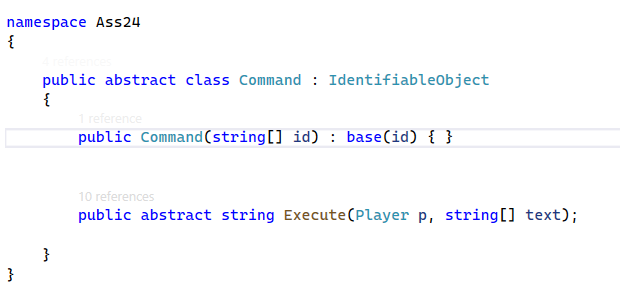 namespace Ass24
{
4 references
public abstract class Command : IdentifiableObject
{
1 reference
public Command(string[] id) : base(id) { }
10 references
public abstract string Execute(Player p, string[] text);
}
}